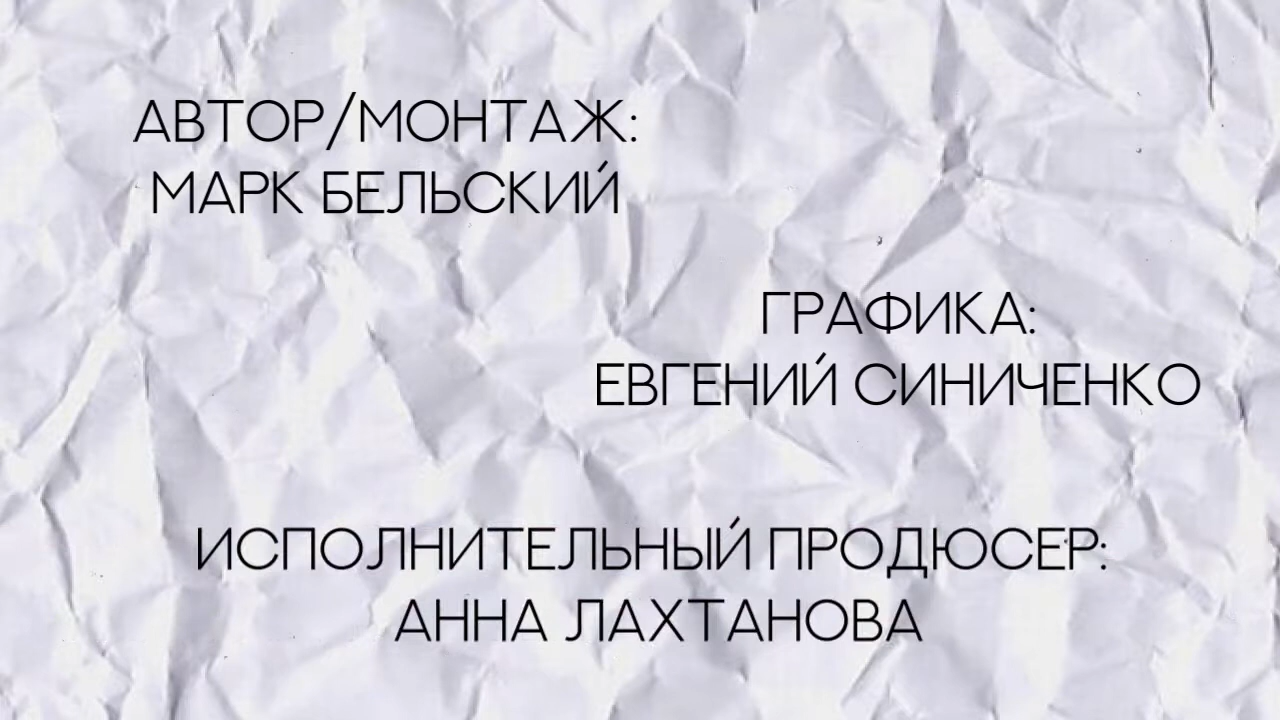 АВТОР/МОНТАЖ:
МАРК БЕЛЬСКИЙ
ГРАФИКА:
ЕВГЕНИЙ СИНИЧЕНКО
ИСПОЛНИТЕЛЬНЫЙ ПРОДЮСЕР:
АННА ЛАХТАНОВА